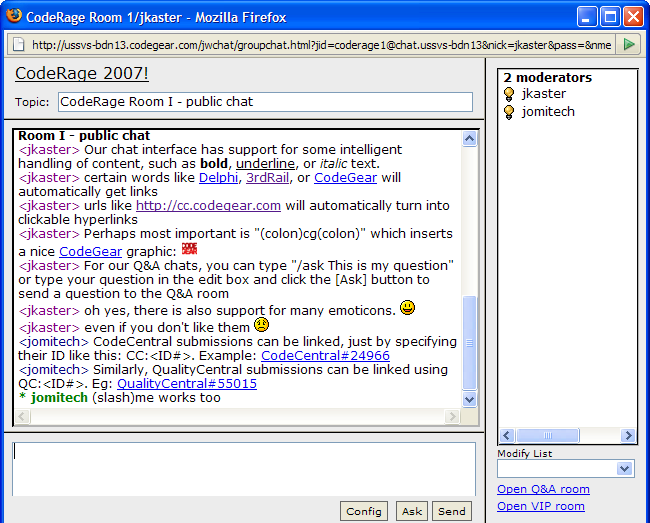 CodeRage Room 1/jkaster - Mozilla Firefox
http://ussvs-bdn13.codegear.com/jwchat/groupchat.html?jid=coderage1@chat.ussvs-bdn13&nick=jkaster&pass=&nme
CodeRage 2007!
Topic: CodeRage Room I - public chat
Room I - public chat
<jkaster> Our chat interface has support for some intelligent
handling of content, such as bold, underline, or italic text.
<jkaster> certain words like Delphi, 3rdRail, or CodeGear will
automatically get links
<jkaster> urls like http://cc.codegear.com will automatically turn into
clickable hyperlinks
<jkaster> Perhaps most important is "(colon)cg(colon)" which inserts
a nice CodeGear graphic:
<jkaster> For our Q&A chats, you can type "/ask This is my question"
or type your question in the edit box and click the [Ask] button to
send a question to the Q&A room
<jkaster> oh yes, there is also support for many emoticons.
<jkaster> even if you don't like them
<jomitech> CodeCentral submissions can be linked, just by specifying
their ID like this: CC:<ID#>. Example: CodeCentral#24966
<jomitech> Similarly, QualityCentral submissions can be linked using
QC:<ID#>. Eg: QualityCentral#55015
* jomitech (slash)me works too
Config Ask Send
2 moderators
jkaster
jomitech
Modify List
Open Q&A room
Open VIP room